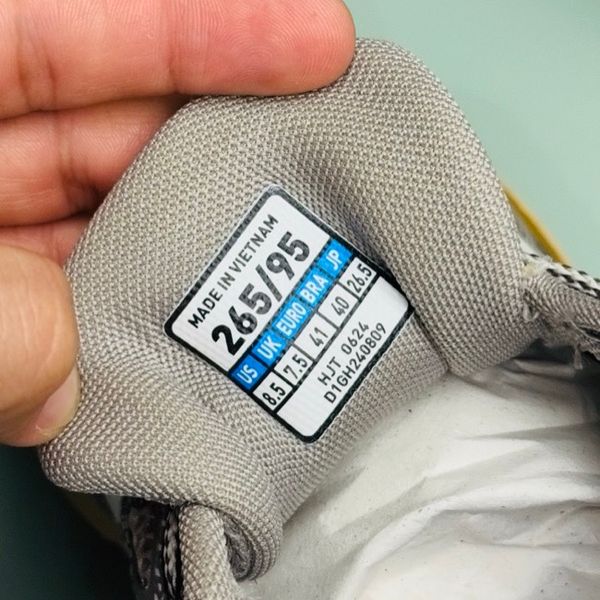 MADE IN VIETNAM
265/95
US UK EURO BRA JP
8.5 7.5 41 40 26.5
HJT 0624
D1GH240809